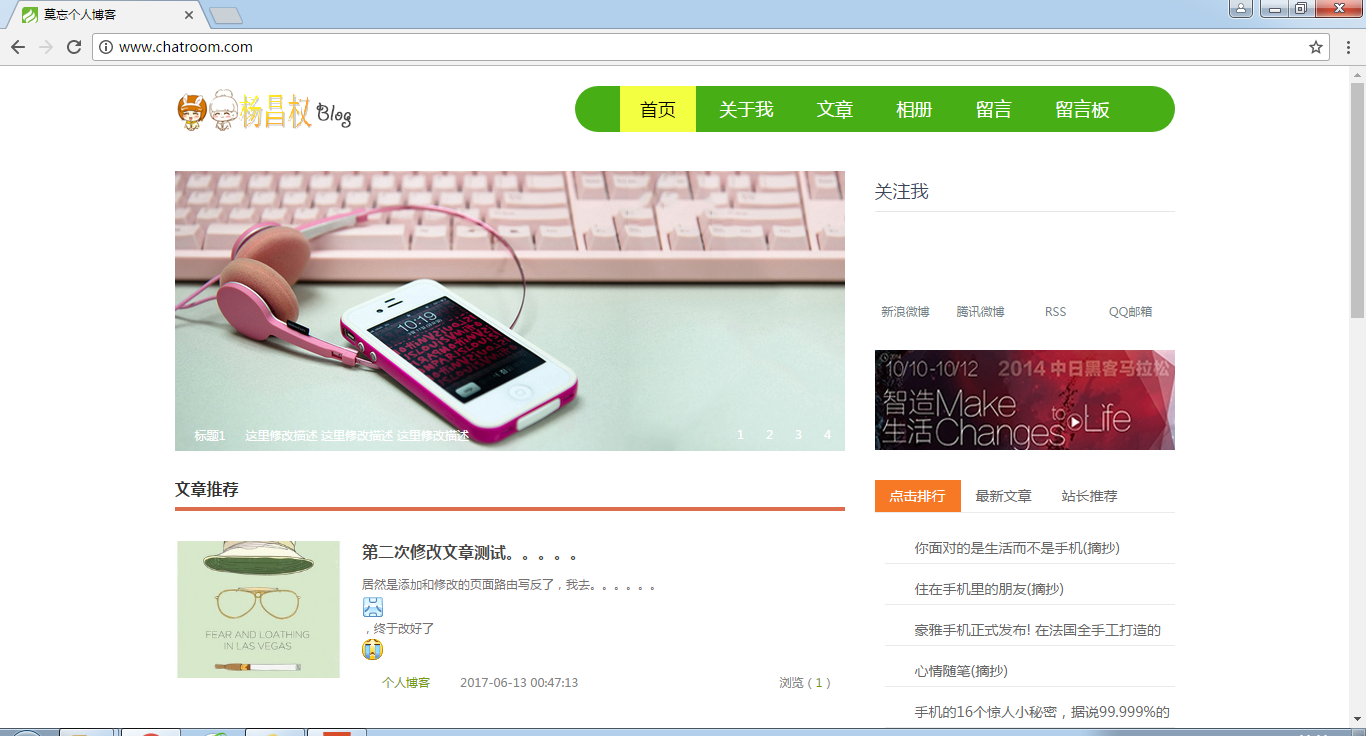 莫忘个人博客
www.chatroom.com
杨昌权 Blog
首页 关于我 文章 相册 留言 留言板
关注我
10:19
标题1 这里修改描述 这里修改描述 这里修改描述 1 2 3 4
新浪微博 腾讯微博 RSS QQ邮箱
2014
10/10-10/12 2014 中日黑客马拉松
智造Make
生活Changes to Life
文章推荐
点击排行 最新文章 站长推荐
FEAR AND LOATHING
IN LAS VEGAS
第二次修改文章测试。。。。。
居然是添加和修改的页面路由写反了，我去。。。。。。
，终于改好了
个人博客 2017-06-13 00:47:13 浏览（1）
你面对的是生活而不是手机(摘抄)
住在手机里的朋友(摘抄)
豪雅手机正式发布! 在法国全手工打造的
心情随笔(摘抄)
手机的16个惊人小秘密，据说99.999%的